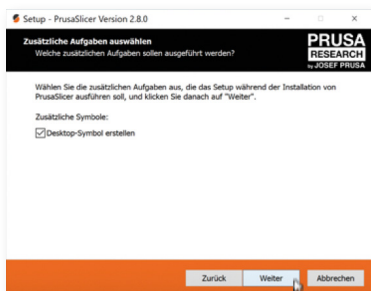 Setup - PrusaSlicer Version 2.8.0
Zusätzliche Aufgaben auswählen
Welche zusätzlichen Aufgaben sollen ausgeführt werden?
PRUSA
RESEARCH
by JOSEF PRUSA
Wählen Sie die zusätzlichen Aufgaben aus, die das Setup während der Installation von
PrusaSlicer ausführen soll, und klicken Sie danach auf "Weiter".
Zusätzliche Symbole:
Desktop-Symbol erstellen
Zurück Weiter Abbrechen